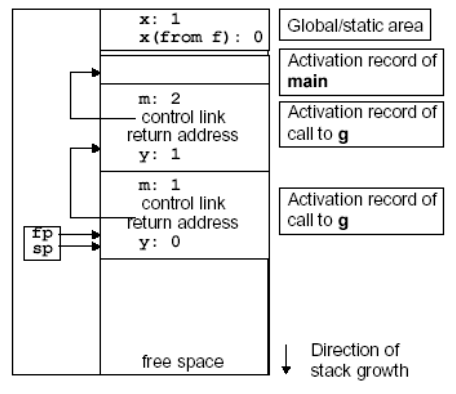 x: 1
x(from f): 0
Global/static area
Activation record of
main
m: 2
control link
return address
y: 1
Activation record of
call to g
m: 1
control link
return address
y: 0
Activation record of
call to g
fp
sp
free space
Direction of
stack growth